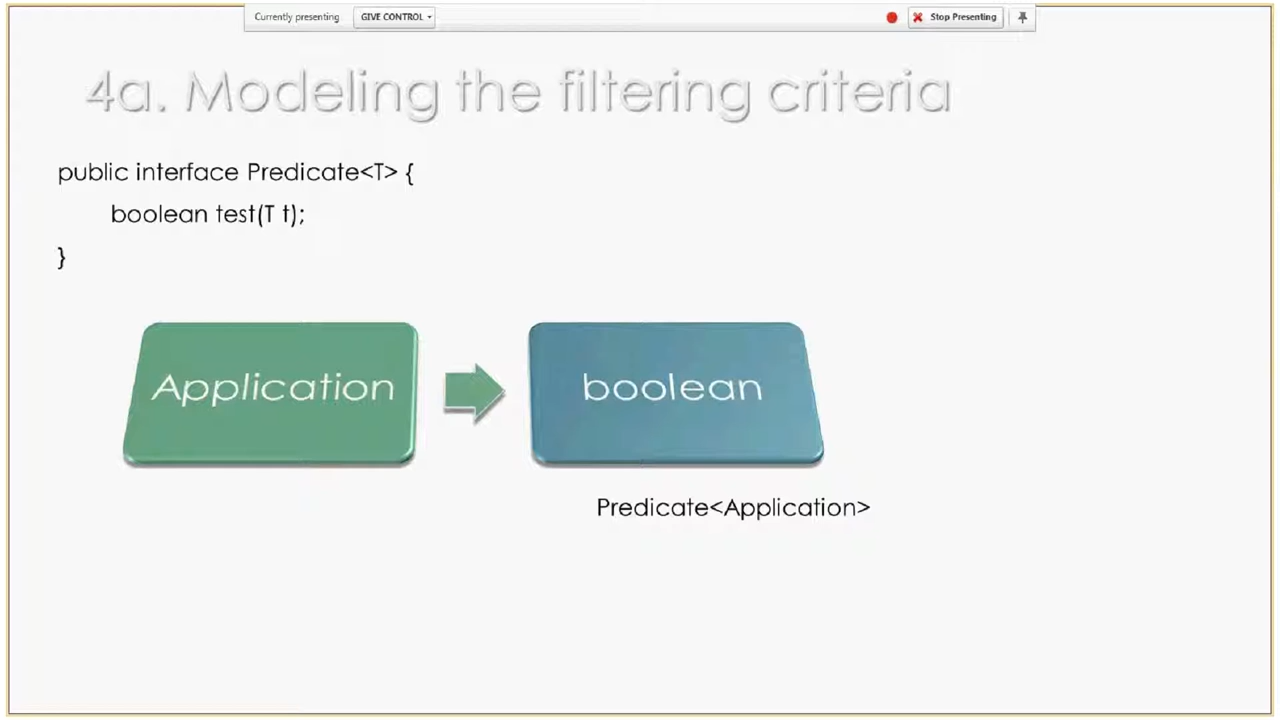 Currently presenting GIVE CONTROL Stop Presenting
4a. Modeling the filtering criteria
public interface Predicate<T> {
boolean test(T t);
}
Application boolean
Predicate<Application>